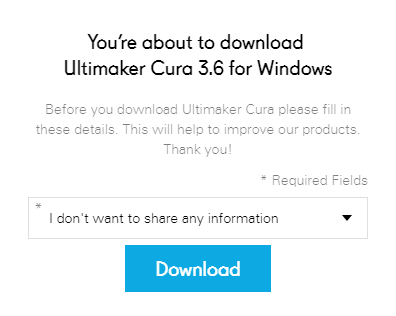 You're about to download
Ultimaker Cura 3.6 for Windows
Before you download Ultimaker Cura please fill in
these details. This will help to improve our products.
Thank you!
* Required Fields
* I don't want to share any information
Download